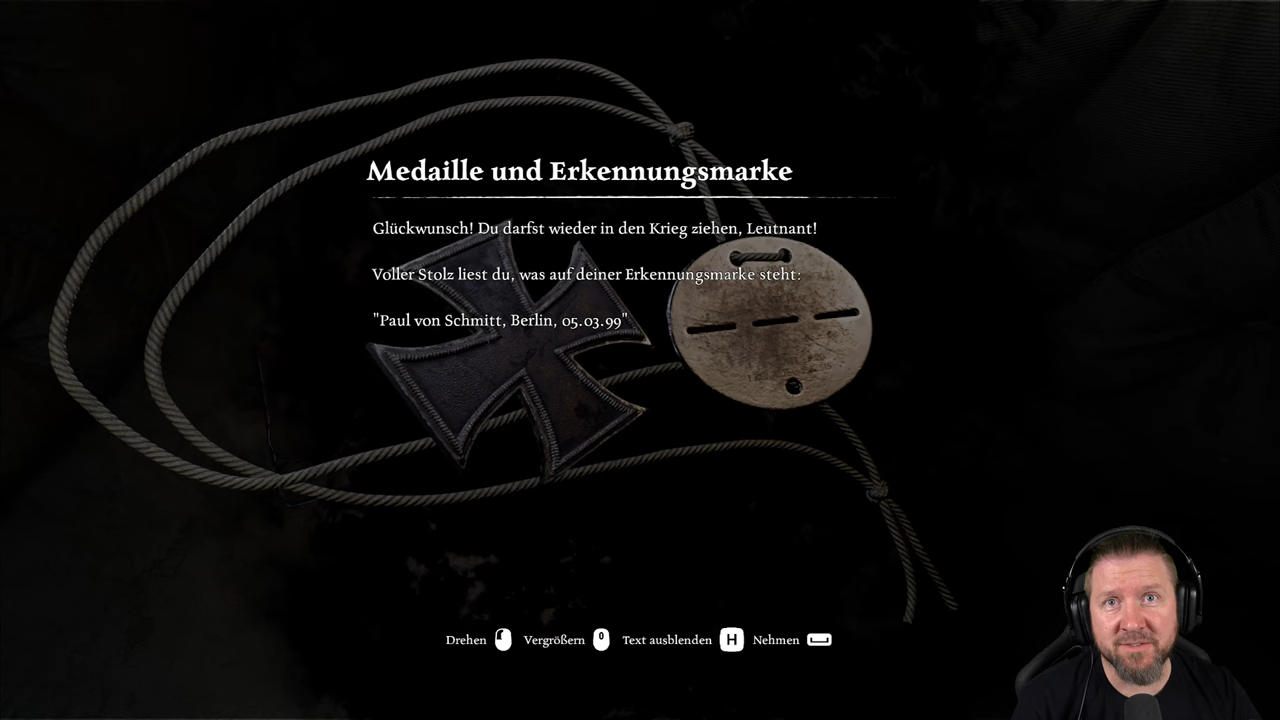 Medaille und Erkennungsmarke
Glückwunsch! Du darfst wieder in den Krieg ziehen, Leutnant!
Voller Stolz liest du, was auf deiner Erkennungsmarke steht:
"Paul von Schmitt, Berlin, 05.03.99"
Drehen Vergrößern Text ausblenden H Nehmen